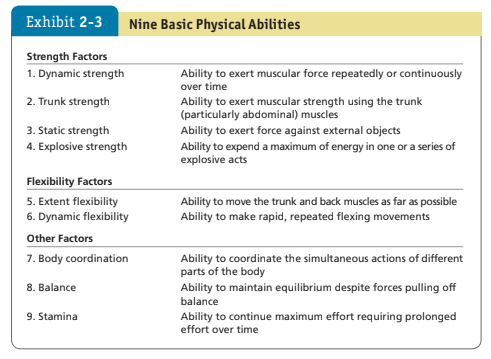 Exhibit 2-3 Nine Basic Physical Abilities
Strength Factors
1. Dynamic strength Ability to exert muscular force repeatedly or continuously
over time
2. Trunk strength Ability to exert muscular strength using the trunk
(particularly abdominal) muscles
3. Static strength Ability to exert force against external objects
4. Explosive strength Ability to expend a maximum of energy in one or a series of
explosive acts
Flexibility Factors
5. Extent flexibility Ability to move the trunk and back muscles as far as possible
6. Dynamic flexibility Ability to make rapid, repeated flexing movements
Other Factors
7. Body coordination Ability to coordinate the simultaneous actions of different
parts of the body
8. Balance Ability to maintain equilibrium despite forces pulling off
balance
9. Stamina Ability to continue maximum effort requiring prolonged
effort over time